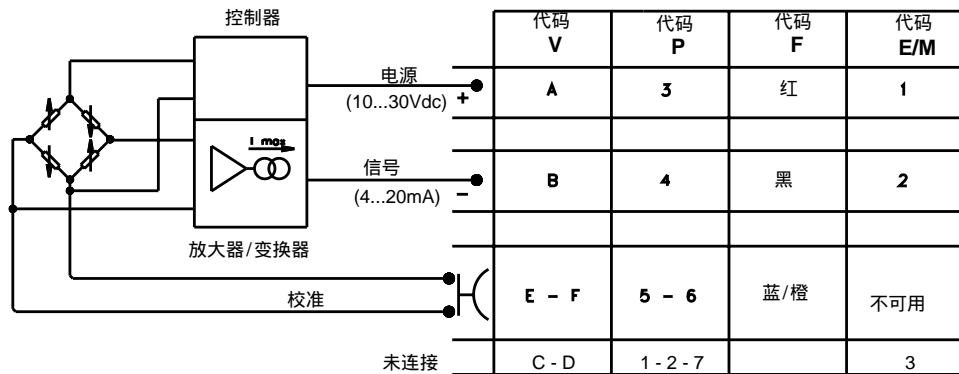 控制器
代码 代码 代码 代码
V P F E/M
电源
(10...30Vdc) + A 3 红 1
I max
信号
(4...20mA) − B 4 黑 2
放大器/变换器
校准 E - F 5 - 6 蓝/橙 不可用
未连接 C - D 1 - 2 - 7 3